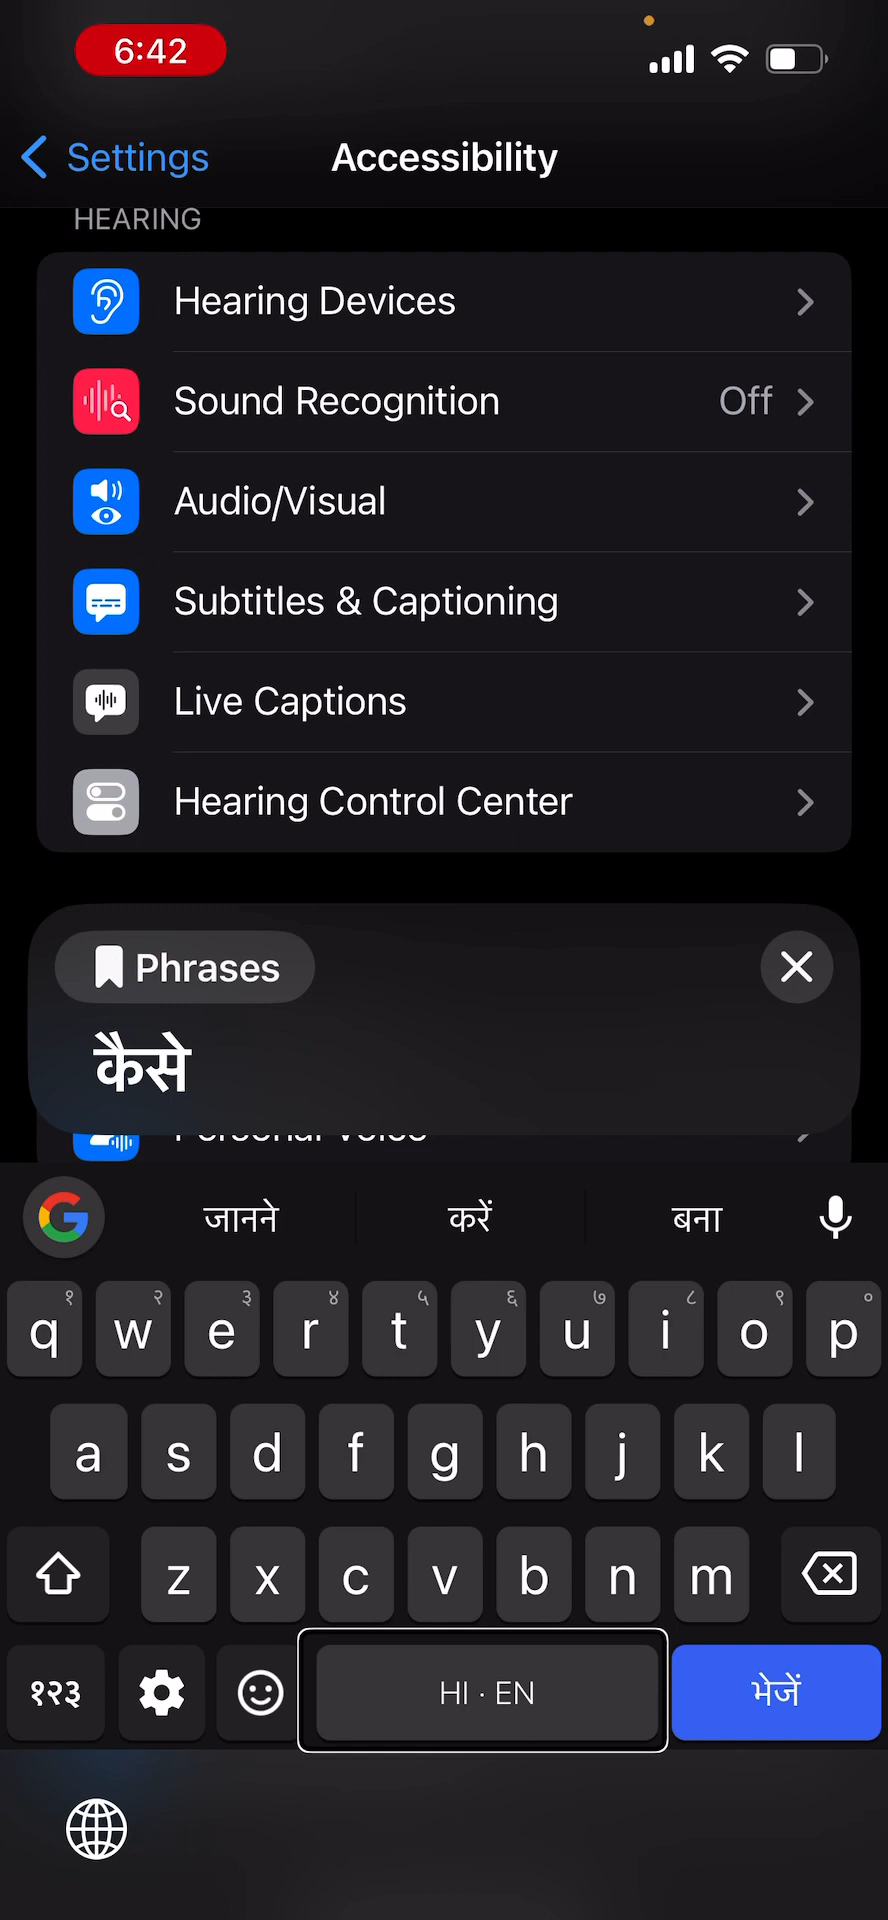 6:42
Settings
Accessibility
HEARING
Hearing Devices
Sound Recognition Off
Audio/Visual
Subtitles & Captioning
Live Captions
Hearing Control Center
Phrases
कैसे
Personal Voice
जानने करें बना
१ २ ३ ४ ५ ६ ७ ८ ९ ०
q w e r t y u i o p
a s d f g h j k l
z x c v b n m
१२३ HI · EN भेजें